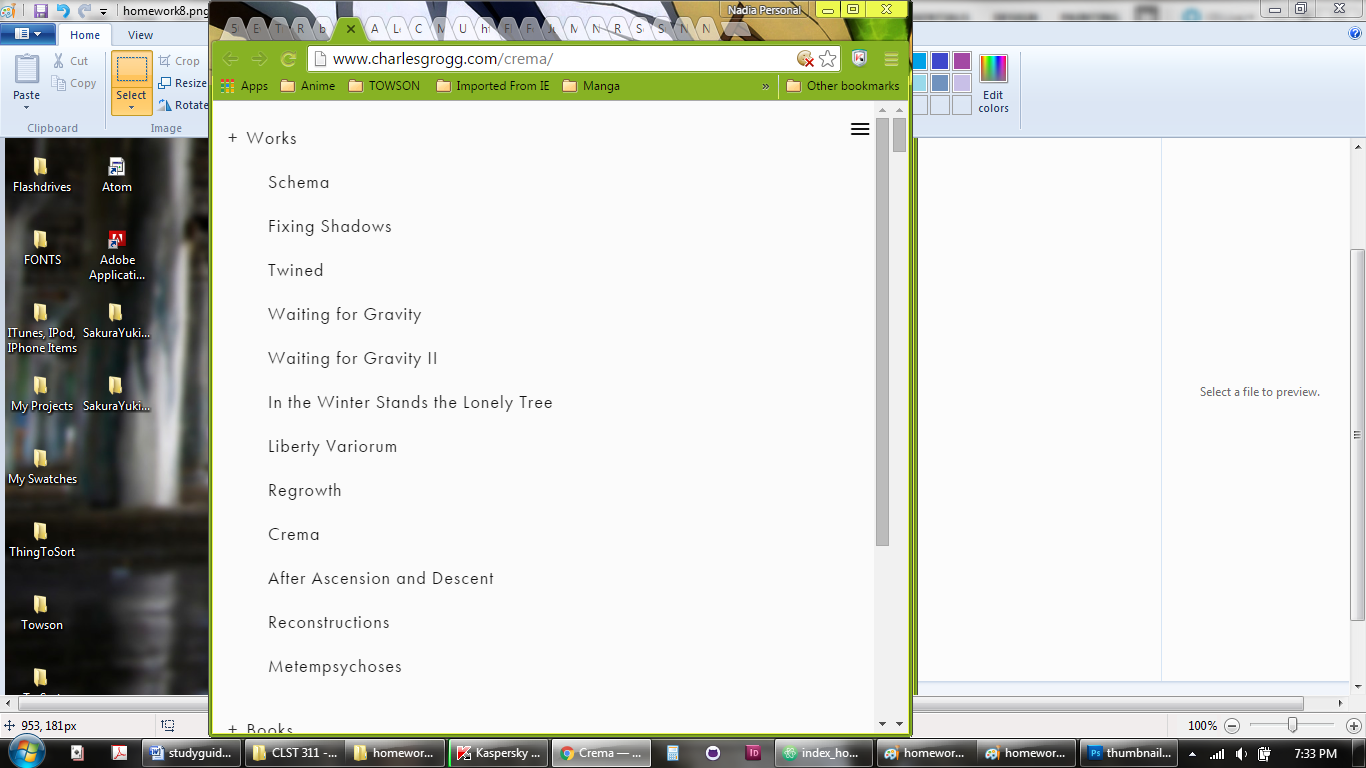 homework8.png
Home
View
Paste
Cut
Copy
Clipboard
Select
Crop
Resize
Rotate
Image
Edit
colors
Nadia Personal
S E T R b A L C M U h F F J M N R S S N N
www.charlesgrogg.com/crema/
Apps
Anime
TOWSON
Imported From IE
Manga
»
Other bookmarks
+ Works
Schema
Fixing Shadows
Twined
Waiting for Gravity
Waiting for Gravity II
In the Winter Stands the Lonely Tree
Liberty Variorum
Regrowth
Crema
After Ascension and Descent
Reconstructions
Metempsychoses
+ Books
Flashdrives
Atom
FONTS
Adobe
Applicati...
ITunes, IPod,
IPhone Items
SakuraYuki...
My Projects
SakuraYuki...
My Swatches
ThingToSort
Towson
Select a file to preview.
953, 181px
100%
studyguid...
CLST 311 -...
homewor...
Kaspersky ...
Crema — ...
index_ho...
homewor...
homewor...
thumbnail...
7:33 PM